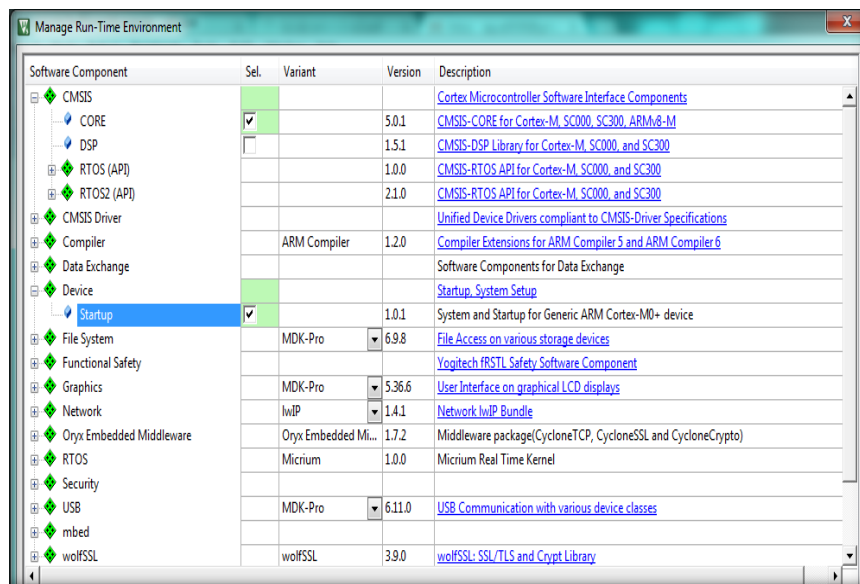 Manage Run-Time Environment
Software Component Sel. Variant Version Description
CMSIS Cortex Microcontroller Software Interface Components
CORE 5.0.1 CMSIS-CORE for Cortex-M, SC000, SC300, ARMv8-M
DSP 1.5.1 CMSIS-DSP Library for Cortex-M, SC000, and SC300
RTOS (API) 1.0.0 CMSIS-RTOS API for Cortex-M, SC000, and SC300
RTOS2 (API) 2.1.0 CMSIS-RTOS API for Cortex-M, SC000, and SC300
CMSIS Driver Unified Device Drivers compliant to CMSIS-Driver Specifications
Compiler ARM Compiler 1.2.0 Compiler Extensions for ARM Compiler 5 and ARM Compiler 6
Data Exchange Software Components for Data Exchange
Device Startup, System Setup
Startup 1.0.1 System and Startup for Generic ARM Cortex-M0+ device
File System MDK-Pro 6.9.8 File Access on various storage devices
Functional Safety Yogitech fRSTL Safety Software Component
Graphics MDK-Pro 5.36.6 User Interface on graphical LCD displays
Network lwIP 1.4.1 Network lwIP Bundle
Oryx Embedded Middleware Oryx Embedded Mi... 1.7.2 Middleware package(CycloneTCP, CycloneSSL and CycloneCrypto)
RTOS Micrium 1.0.0 Micrium Real Time Kernel
Security
USB MDK-Pro 6.11.0 USB Communication with various device classes
mbed
wolfSSL wolfSSL 3.9.0 wolfSSL: SSL/TLS and Crypt Library